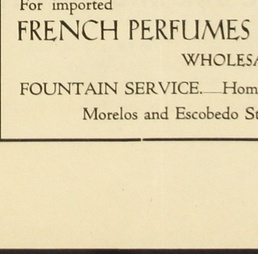 For imported
FRENCH PERFUMES
WHOLESA
FOUNTAIN SERVICE.—Hom
Morelos and Escobedo St